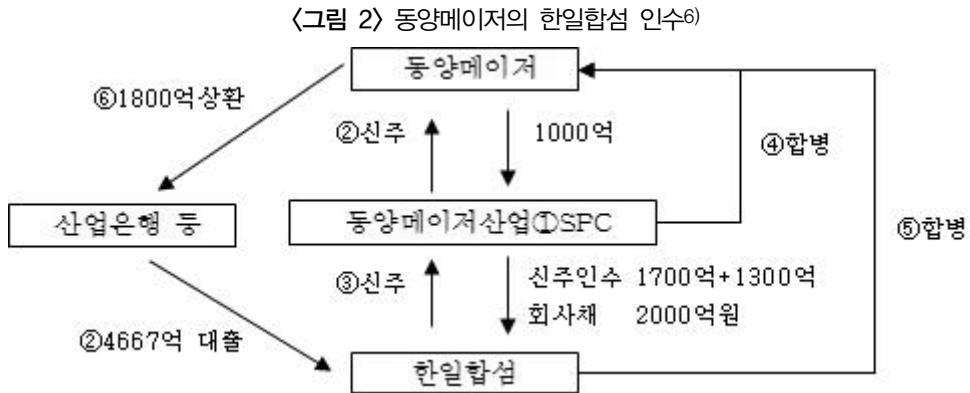 〈그림 2〉 동양메이저의 한일합섬 인수6)
동양메이저
⑥1800억상환
②신주
1000억
④합병
산업은행 등
동양메이저산업①SPC
⑤합병
③신주
신주인수 1700억+1300억
회사채 2000억원
②4667억 대출
한일합섬